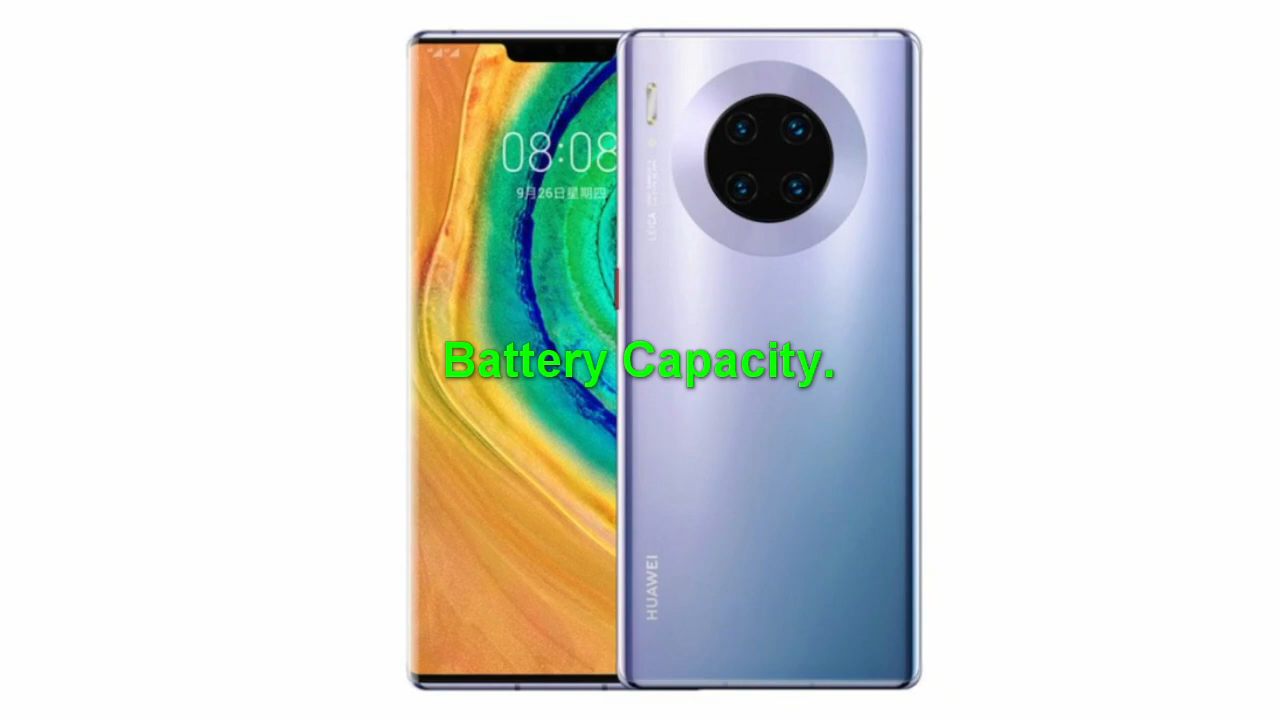 08:08
9月26日星期四
LEICA
Battery Capacity.
HUAWEI